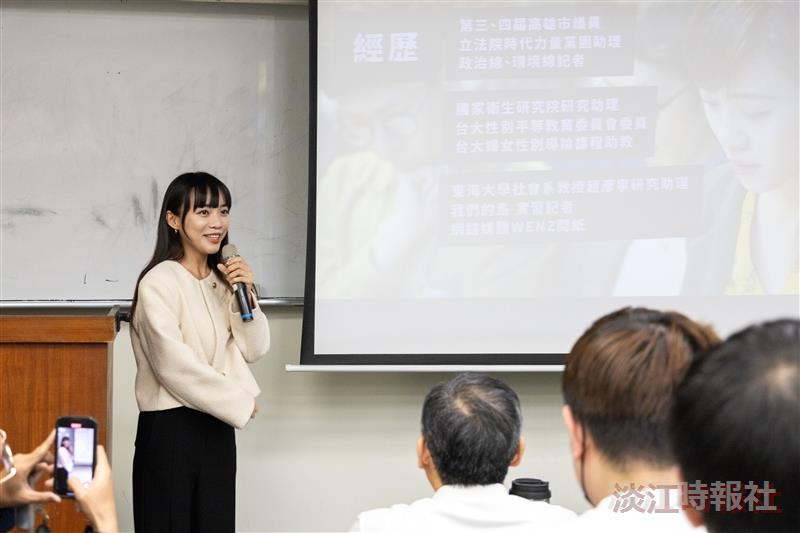 經歷
第三、四屆高雄市議員
立法院時代力量黨團助理
政治線、環境線記者
國家衛生研究院研究助理
台大性別平等教育委員會委員
台大婦女性別導論課程助教
東海大學社會系教授趙彥寧研究助理
我們的島 實習記者
網路媒體WENZ問紙
淡江時報社